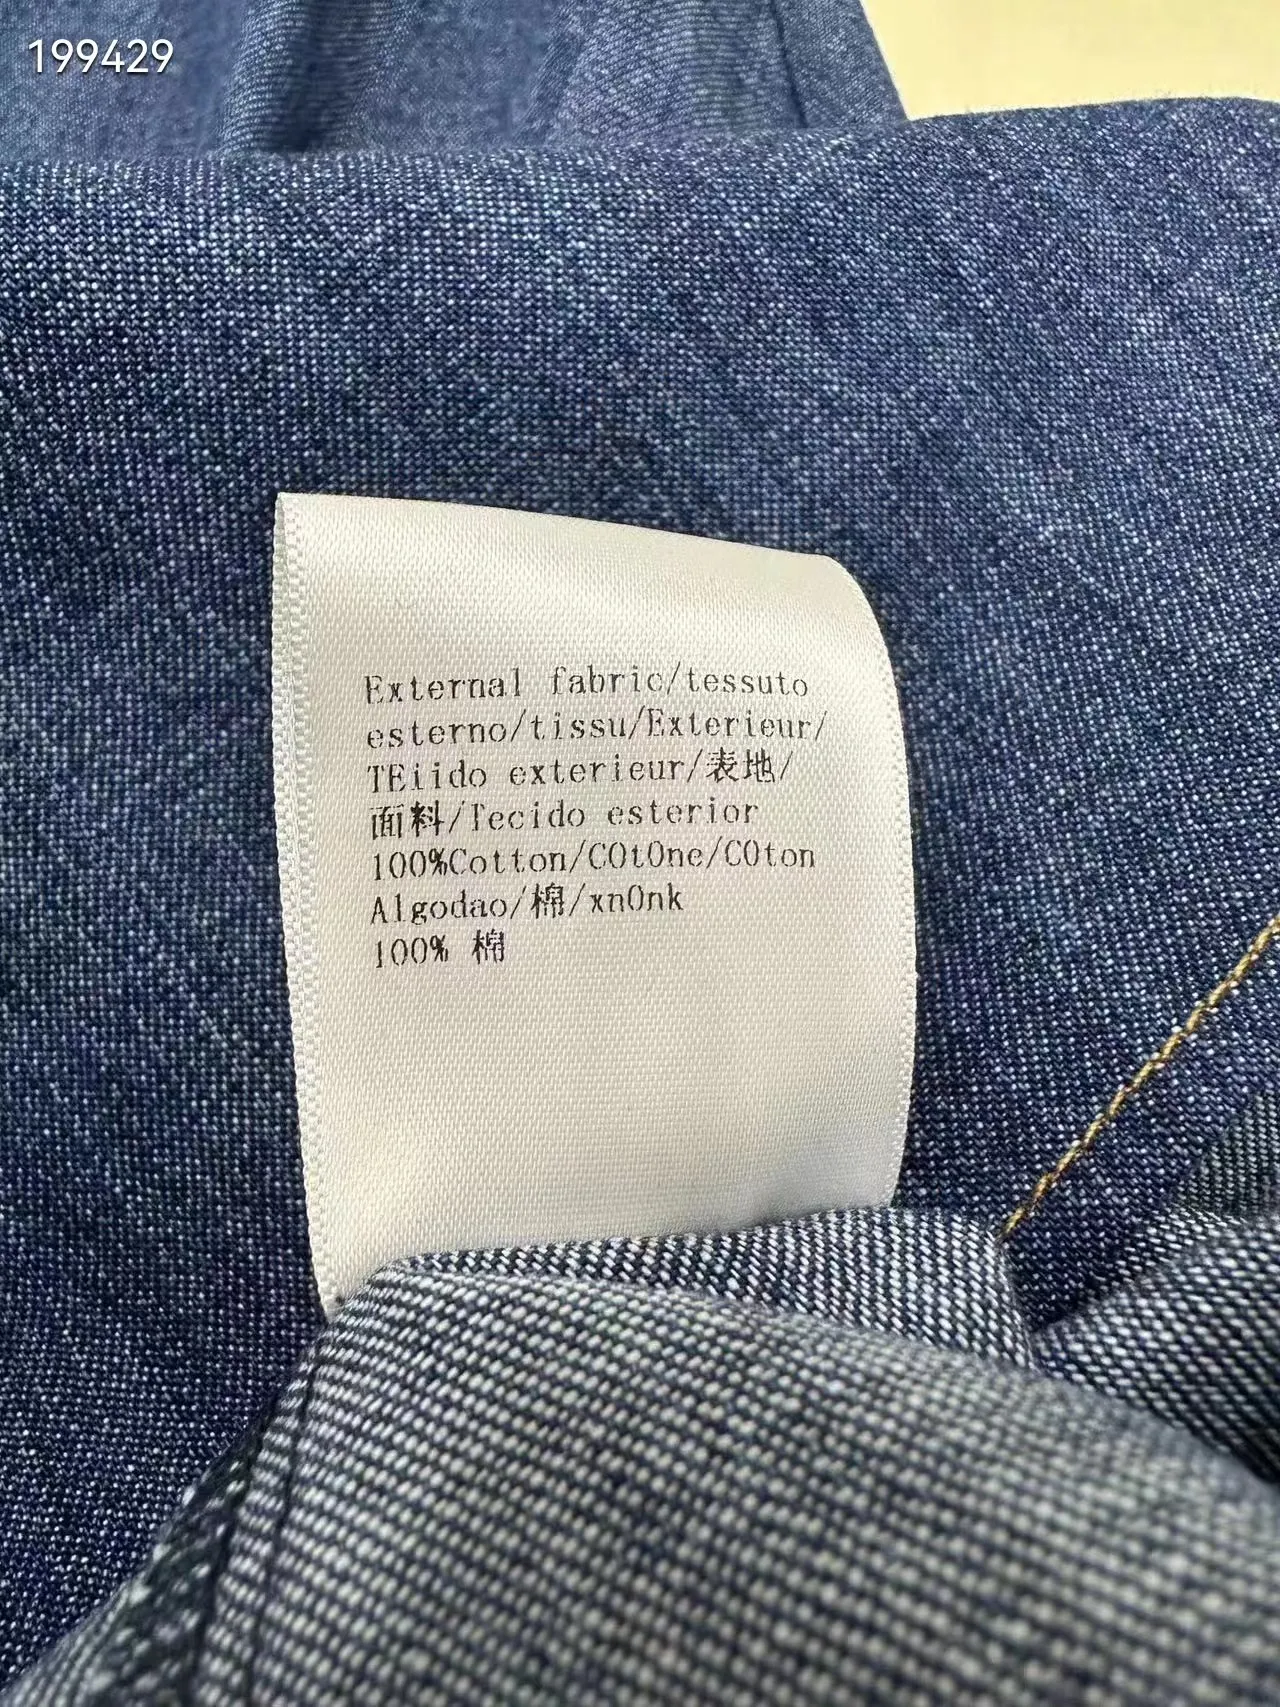 199429
External fabric/tessuto
esterno/tissu/Exterieur/
TEiido exterieur/表地/
面料/Tecido esterior
100%Cotton/COtOne/COton
Algodao/棉/xnOnk
100% 棉